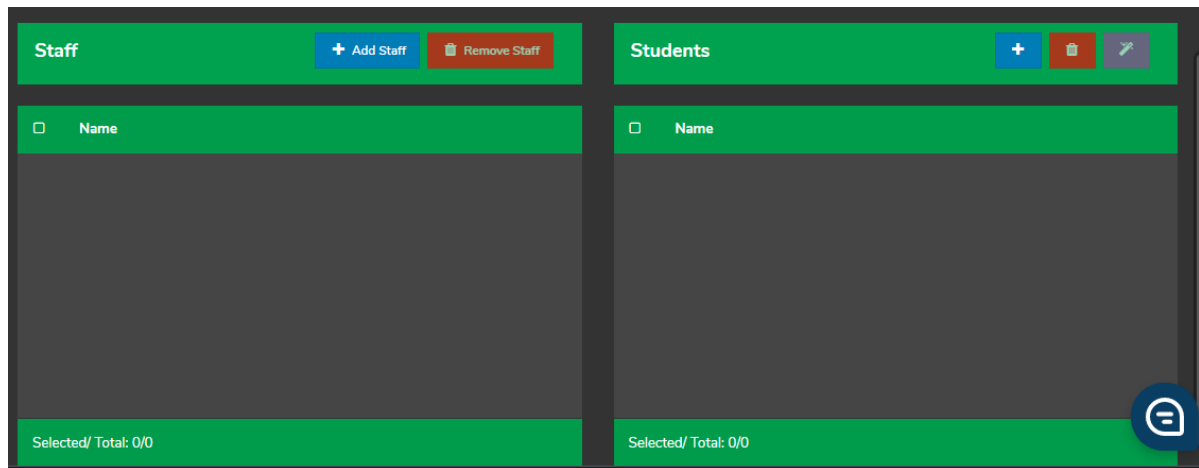 Staff
Add Staff
Remove Staff
Name
Selected/ Total: 0/0
Students
Name
Selected/ Total: 0/0